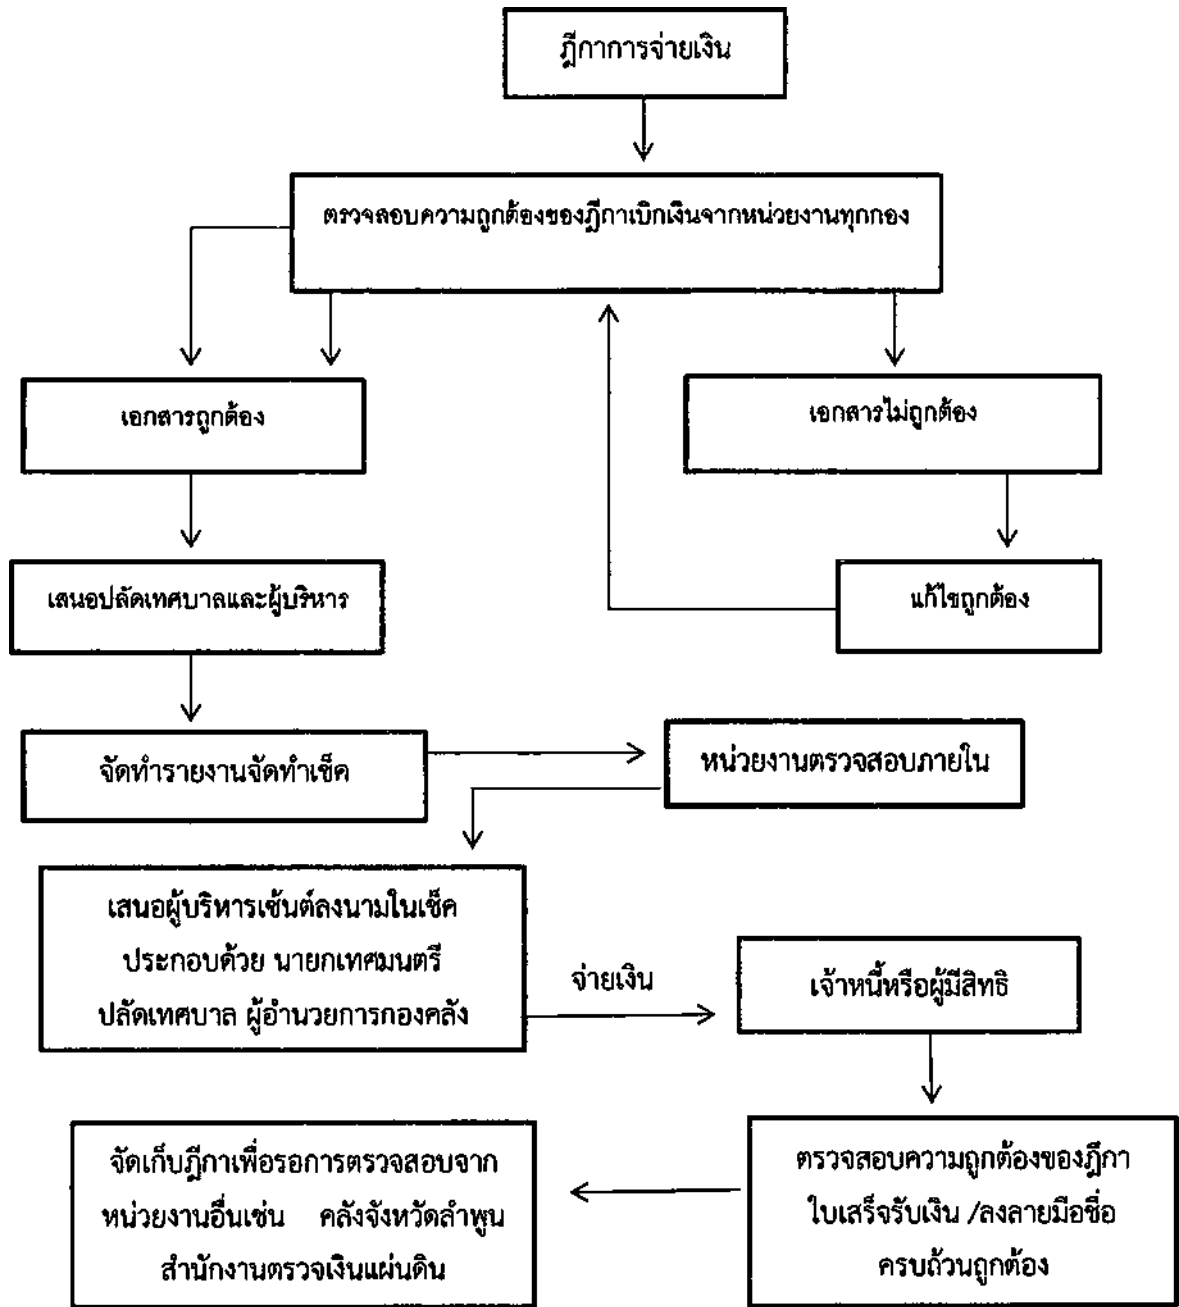 ฎีกาการจ่ายเงิน
ตรวจสอบความถูกต้องของฎีกาเบิกเงินจากหน่วยงานทุกกอง
เอกสารถูกต้อง
เอกสารไม่ถูกต้อง
เสนอปลัดเทศบาลและผู้บริหาร
แก้ไขถูกต้อง
จัดทำรายงานจัดทำเช็ค
หน่วยงานตรวจสอบภายใน
เสนอผู้บริหารเซ้นต์ลงนามในเช็ค
ประกอบด้วย นายกเทศมนตรี
ปลัดเทศบาล ผู้อำนวยการกองคลัง
จ่ายเงิน
เจ้าหนี้หรือผู้มีสิทธิ
ตรวจสอบความถูกต้องของฎีกา
ใบเสร็จรับเงิน /ลงลายมือชื่อ
ครบถ้วนถูกต้อง
จัดเก็บฎีกาเพื่อรอการตรวจสอบจาก
หน่วยงานอื่นเช่น คลังจังหวัดลำพูน
สำนักงานตรวจเงินแผ่นดิน